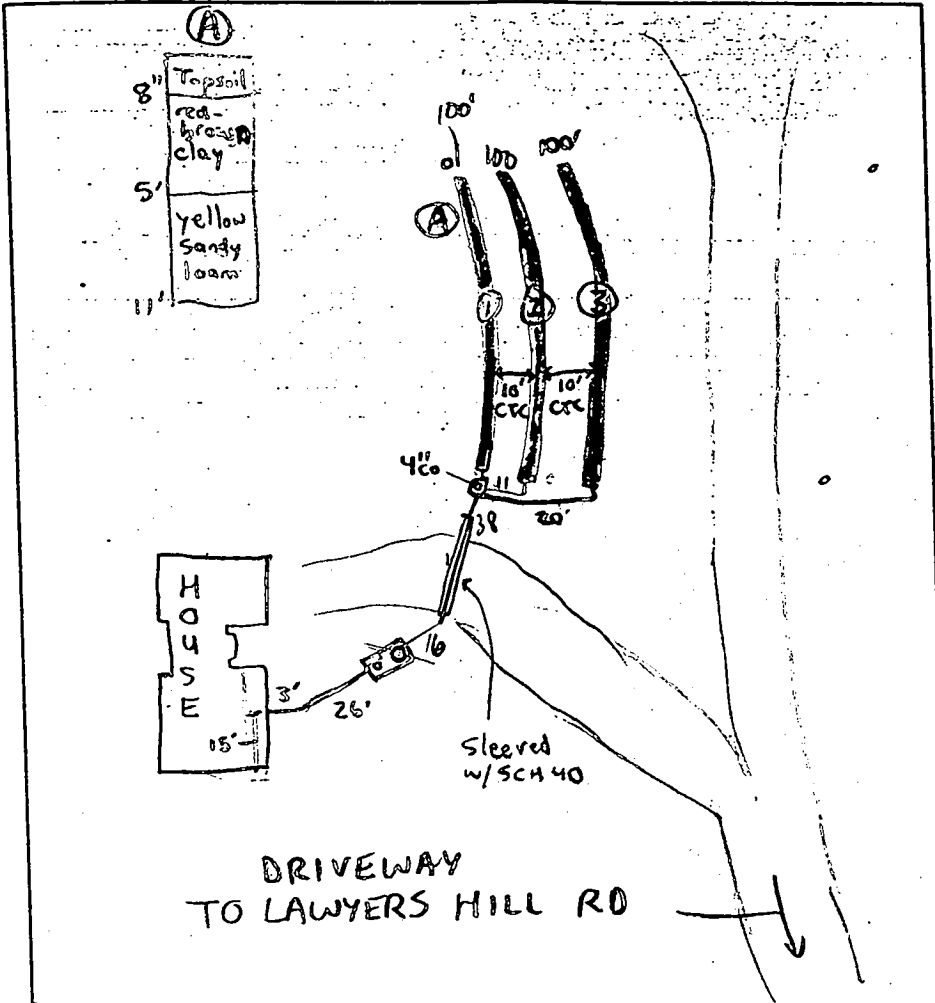 A
8" Topsoil
red-
brown
clay
5'
yellow
sandy
loam
11'
100'
100
100'
A
1
2
3
10'
CTC
10'
CTC
4"co
11
20'
38
HOUSE
3'
26'
16
15'
Sleeved
w/SCH 40
DRIVEWAY
TO LAWYERS HILL RD